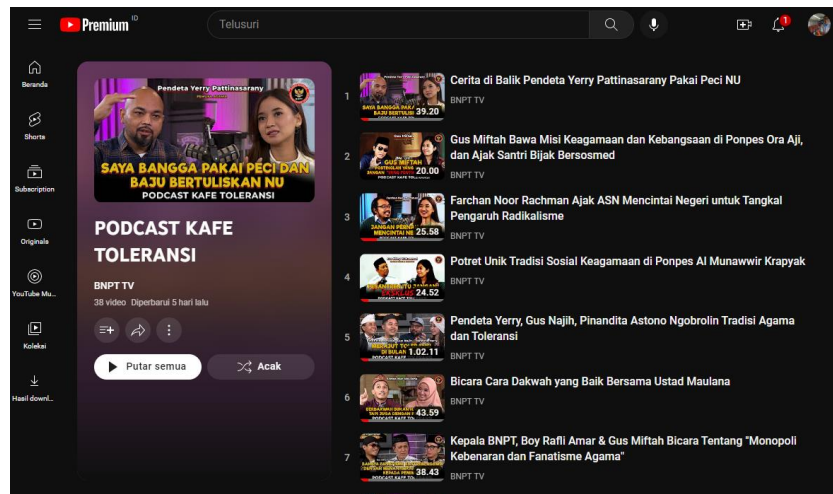 Premium ID
Telusuri
1
Beranda
Shorts
Subscription
Originals
YouTube Mu...
Koleksi
Hasil downl...
Pendeta Yerry Pattinasarany
SAYA BANGGA PAKAI PECI DAN
BAJU BERTULISKAN NU
PODCAST KAFE TOLERANSI
PODCAST KAFE
TOLERANSI
BNPT TV
38 video Diperbarui 5 hari lalu
Putar semua
Acak
1
39.20
Cerita di Balik Pendeta Yerry Pattinasarany Pakai Peci NU
BNPT TV
2
GUS MIFTAH
20.00
Gus Miftah Bawa Misi Keagamaan dan Kebangsaan di Ponpes Ora Aji,
dan Ajak Santri Bijak Bersosmed
BNPT TV
3
MENCINTAI NE
25.58
Farchan Noor Rachman Ajak ASN Mencintai Negeri untuk Tangkal
Pengaruh Radikalisme
BNPT TV
4
24.52
Potret Unik Tradisi Sosial Keagamaan di Ponpes Al Munawwir Krapyak
BNPT TV
5
DI BULAN
1.02.11
Pendeta Yerry, Gus Najih, Pinandita Astono Ngobrolin Tradisi Agama
dan Toleransi
BNPT TV
6
43.59
Bicara Cara Dakwah yang Baik Bersama Ustad Maulana
BNPT TV
7
38.43
Kepala BNPT, Boy Rafli Amar & Gus Miftah Bicara Tentang "Monopoli
Kebenaran dan Fanatisme Agama"
BNPT TV